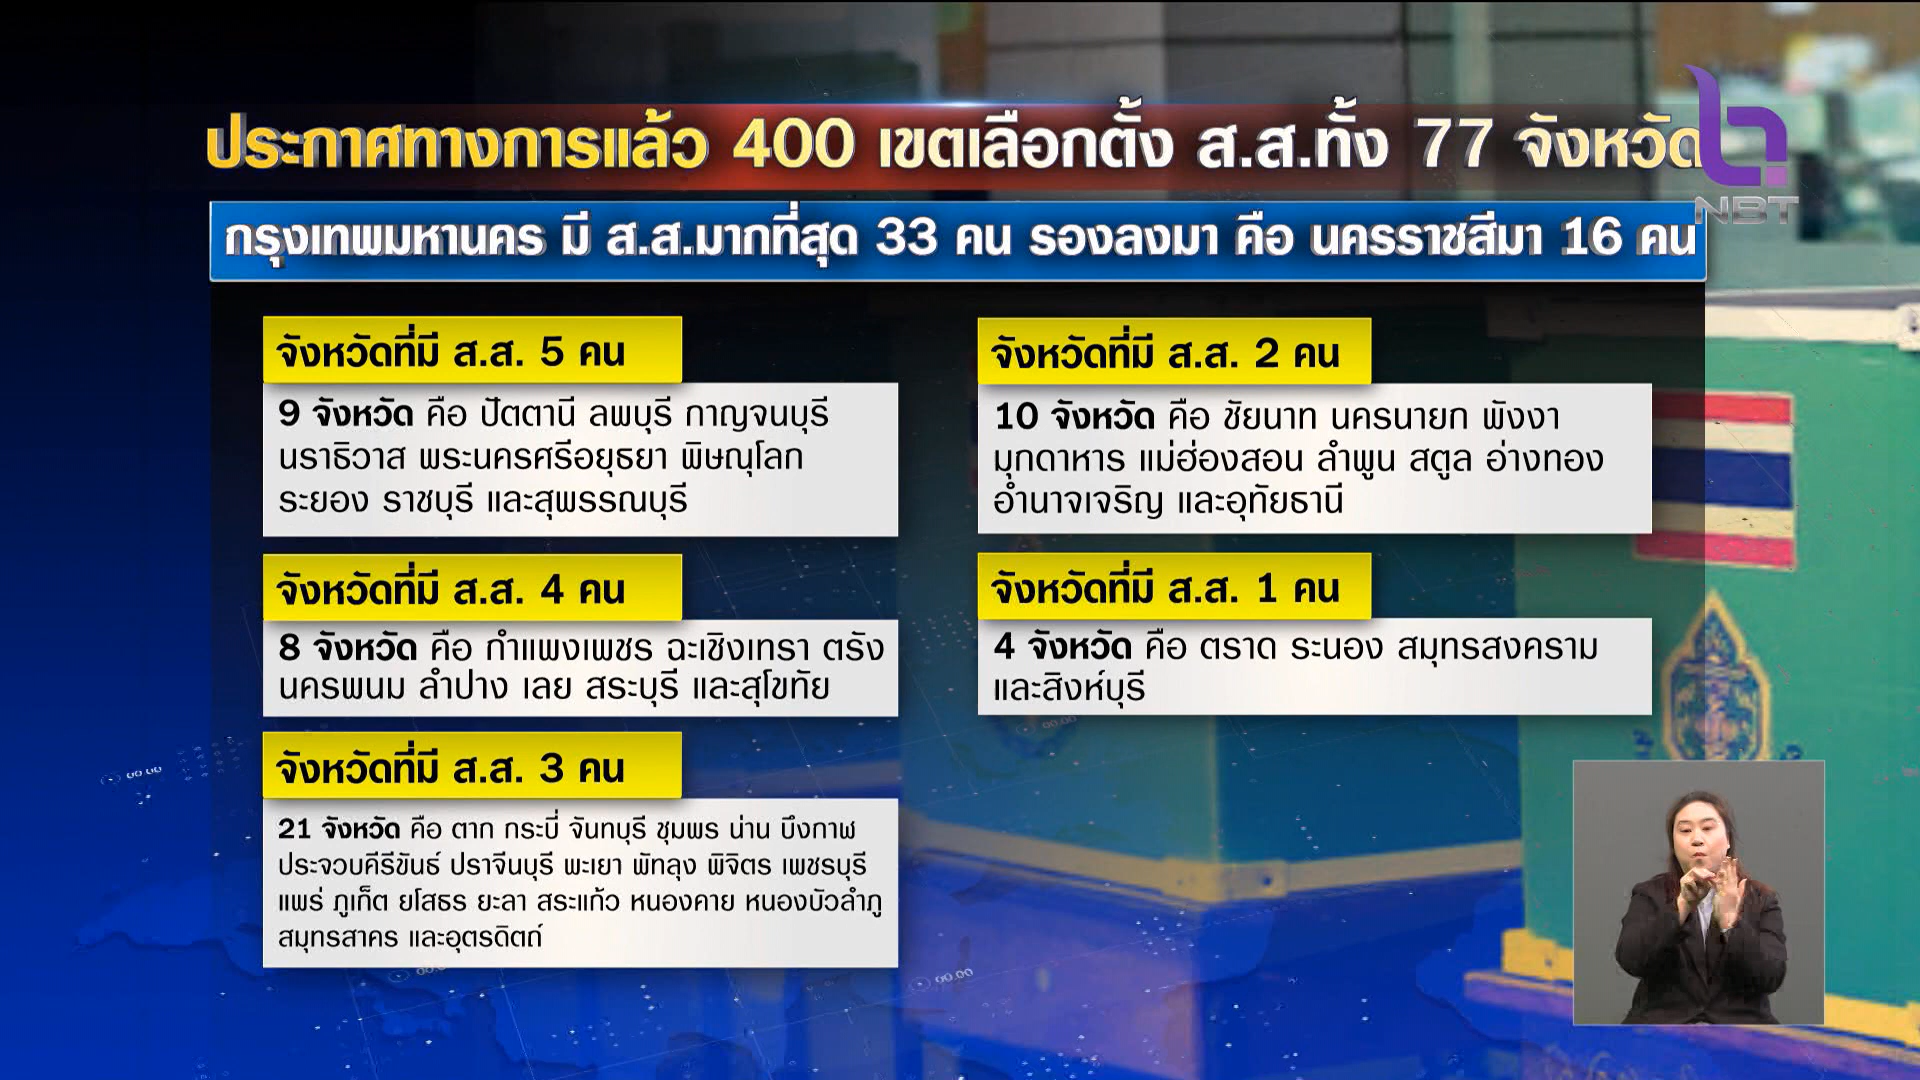 ประกาศทางการแล้ว 400 เขตเลือกตั้ง ส.ส.ทั้ง 77 จังหวัด
NBT
กรุงเทพมหานคร มี ส.ส.มากที่สุด 33 คน รองลงมา คือ นครราชสีมา 16 คน
จังหวัดที่มี ส.ส. 5 คน
9 จังหวัด คือ ปัตตานี ลพบุรี กาญจนบุรี
นราธิวาส พระนครศรีอยุธยา พิษณุโลก
ระยอง ราชบุรี และสุพรรณบุรี
จังหวัดที่มี ส.ส. 4 คน
8 จังหวัด คือ กำแพงเพชร ฉะเชิงเทรา ตรัง
นครพนม ลำปาง เลย สระบุรี และสุโขทัย
จังหวัดที่มี ส.ส. 3 คน
21 จังหวัด คือ ตาก กระบี่ จันทบุรี ชุมพร น่าน บึงกาฬ
ประจวบคีรีขันธ์ ปราจีนบุรี พะเยา พัทลุง พิจิตร เพชรบุรี
แพร่ ภูเก็ต ยโสธร ยะลา สระแก้ว หนองคาย หนองบัวลำภู
สมุทรสาคร และอุตรดิตถ์
จังหวัดที่มี ส.ส. 2 คน
10 จังหวัด คือ ชัยนาท นครนายก พังงา
มุกดาหาร แม่ฮ่องสอน ลำพูน สตูล อ่างทอง
อำนาจเจริญ และอุทัยธานี
จังหวัดที่มี ส.ส. 1 คน
4 จังหวัด คือ ตราด ระนอง สมุทรสงคราม
และสิงห์บุรี
00.00
00.00